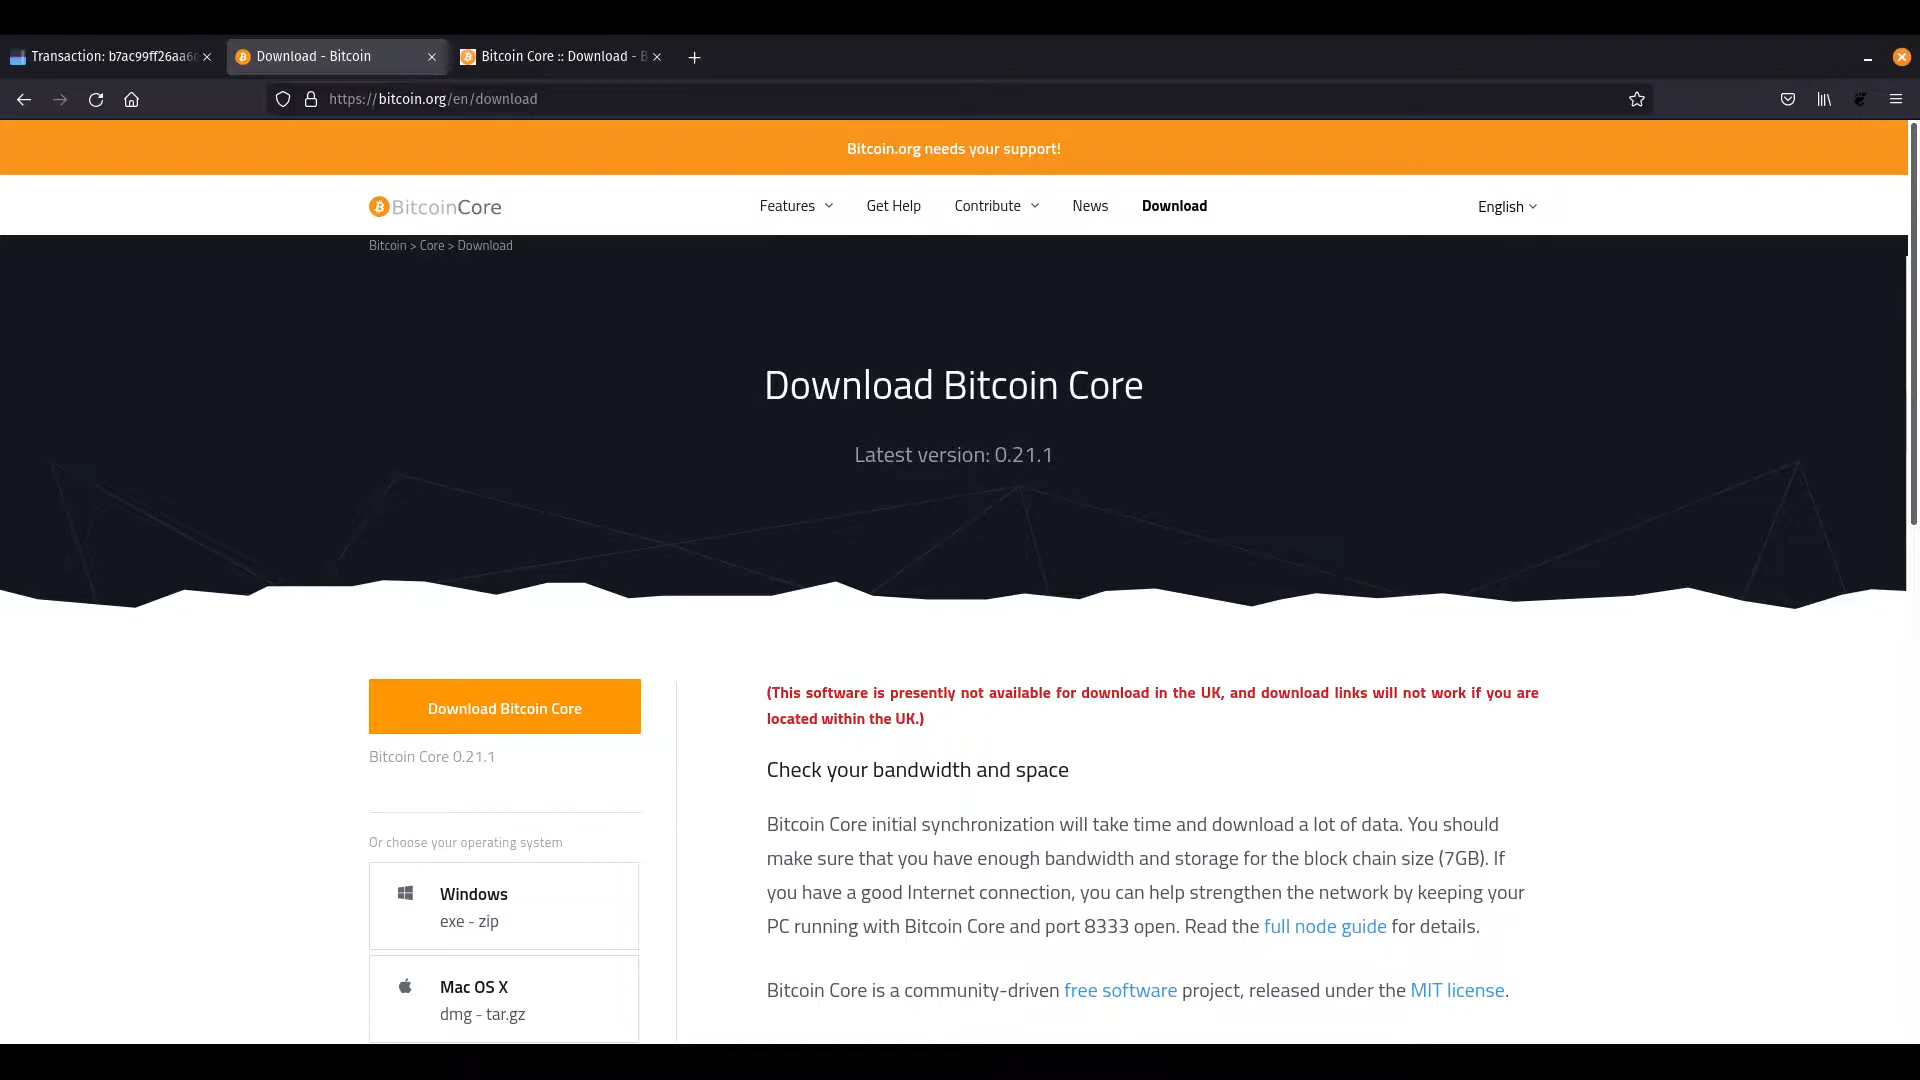 Transaction: b7ac99ff26aa6
Download - Bitcoin
Bitcoin Core :: Download - B
https://bitcoin.org/en/download
Bitcoin.org needs your support!
BitcoinCore
Features
Get Help
Contribute
News
Download
English
Bitcoin > Core > Download
Download Bitcoin Core
Latest version: 0.21.1
Download Bitcoin Core
Bitcoin Core 0.21.1
Or choose your operating system
Windows
exe - zip
Mac OS X
dmg - tar.gz
(This software is presently not available for download in the UK, and download links will not work if you are
located within the UK.)
Check your bandwidth and space
Bitcoin Core initial synchronization will take time and download a lot of data. You should
make sure that you have enough bandwidth and storage for the block chain size (7GB). If
you have a good Internet connection, you can help strengthen the network by keeping your
PC running with Bitcoin Core and port 8333 open. Read the full node guide for details.
Bitcoin Core is a community-driven free software project, released under the MIT license.